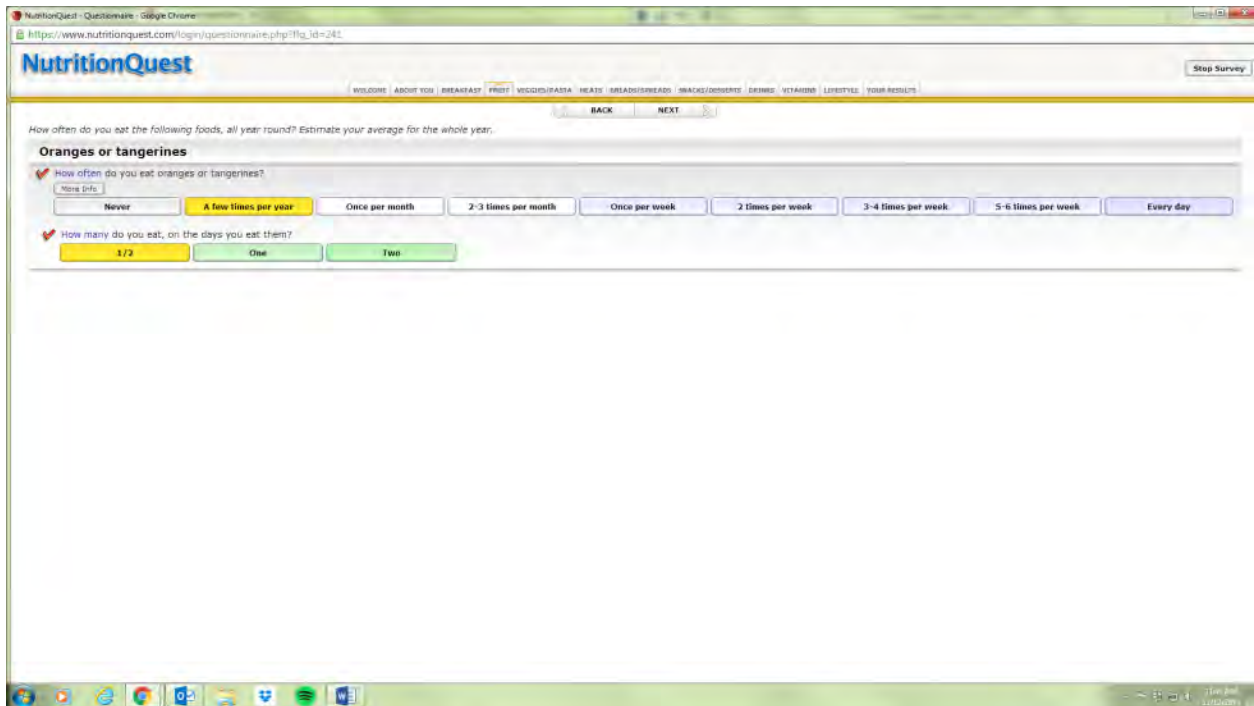 NutritionQuest - Questionnaire - Google Chrome
https://www.nutritionquest.com/login/questionnaire.php?flq_id=241
NutritionQuest
Stop Survey
WELCOME ABOUT YOU BREAKFAST FRUIT VEGGIES/PASTA MEATS BREADS/SPREADS SNACKS/DESSERTS DRINKS VITAMINS LIFESTYLE YOUR RESULTS
BACK NEXT
How often do you eat the following foods, all year round? Estimate your average for the whole year.
Oranges or tangerines
How often do you eat oranges or tangerines?
More Info
Never A few times per year Once per month 2-3 times per month Once per week 2 times per week 3-4 times per week 5-6 times per week Every day
How many do you eat, on the days you eat them?
1/2 One Two